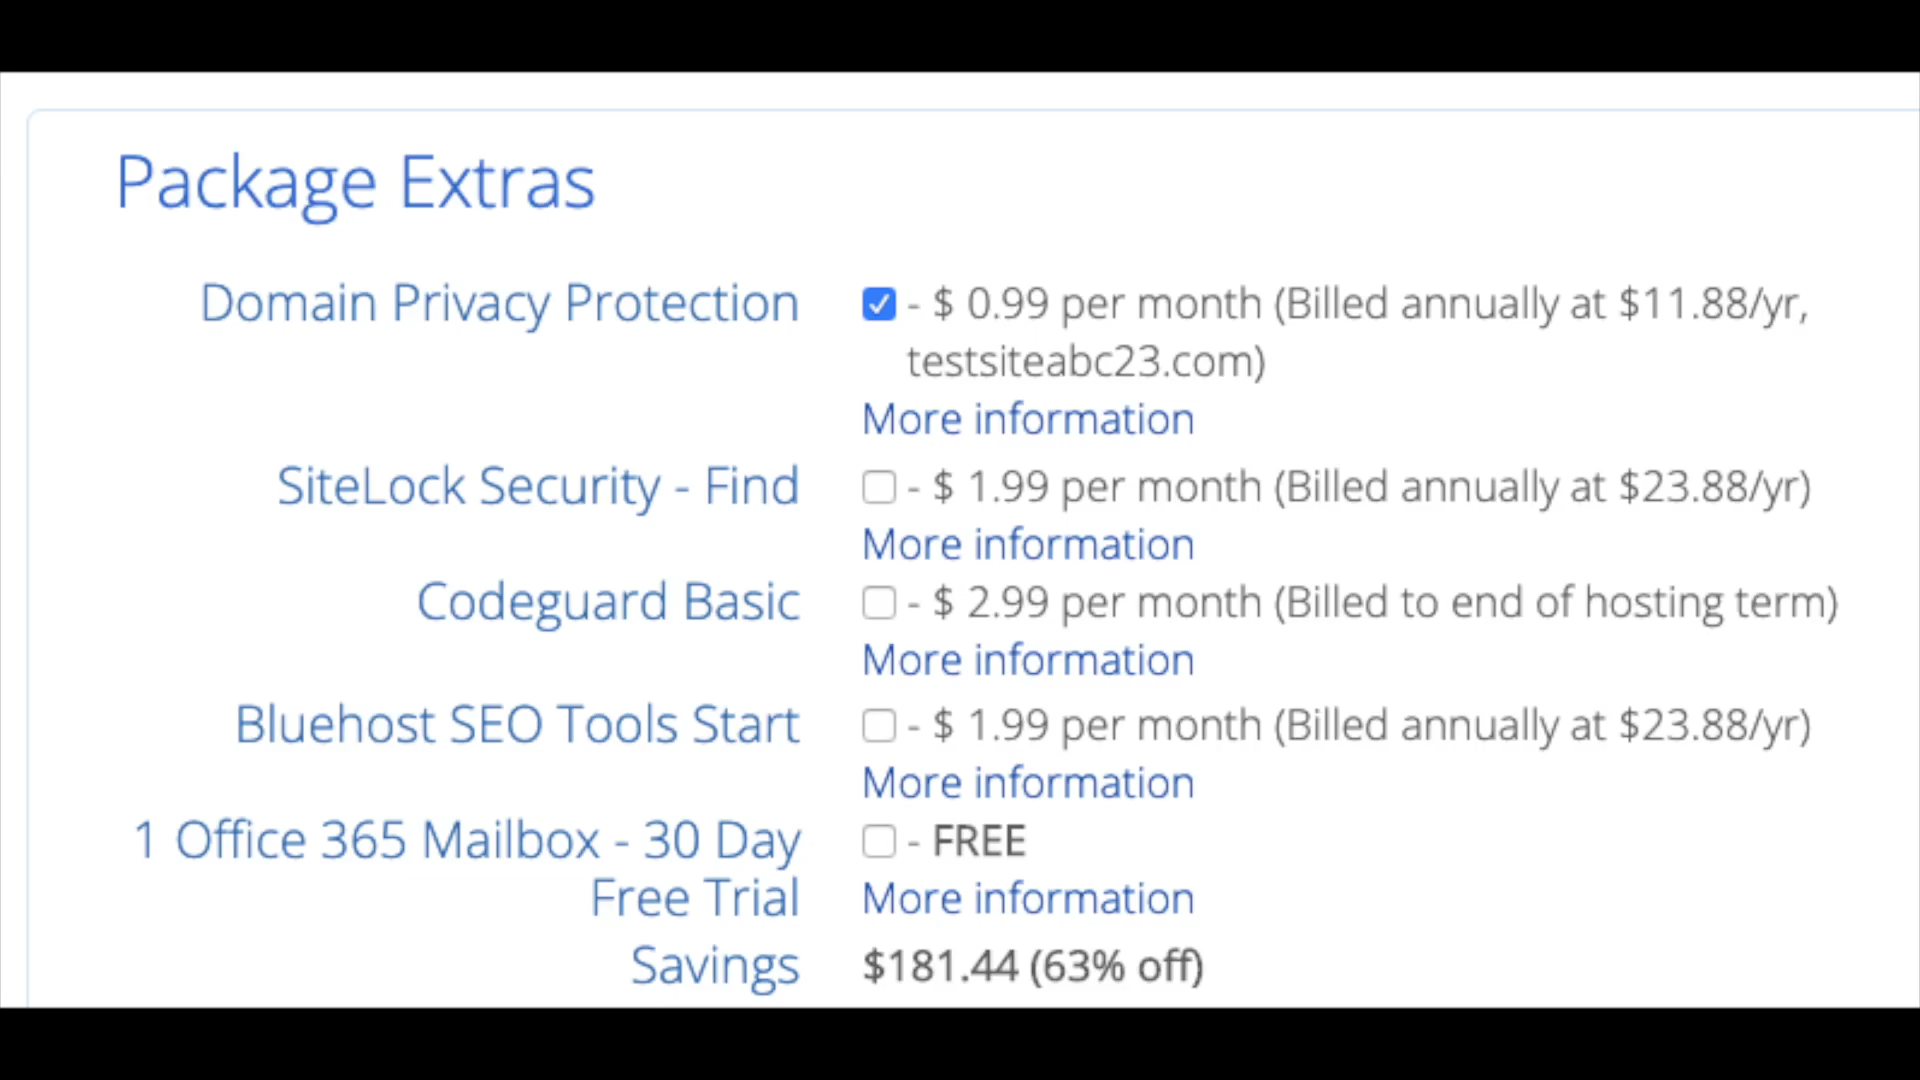 Package Extras
Domain Privacy Protection - $ 0.99 per month (Billed annually at $11.88/yr,
testsiteabc23.com)
More information
SiteLock Security - Find - $ 1.99 per month (Billed annually at $23.88/yr)
More information
Codeguard Basic - $ 2.99 per month (Billed to end of hosting term)
More information
Bluehost SEO Tools Start - $ 1.99 per month (Billed annually at $23.88/yr)
More information
1 Office 365 Mailbox - 30 Day - FREE
Free Trial More information
Savings $181.44 (63% off)